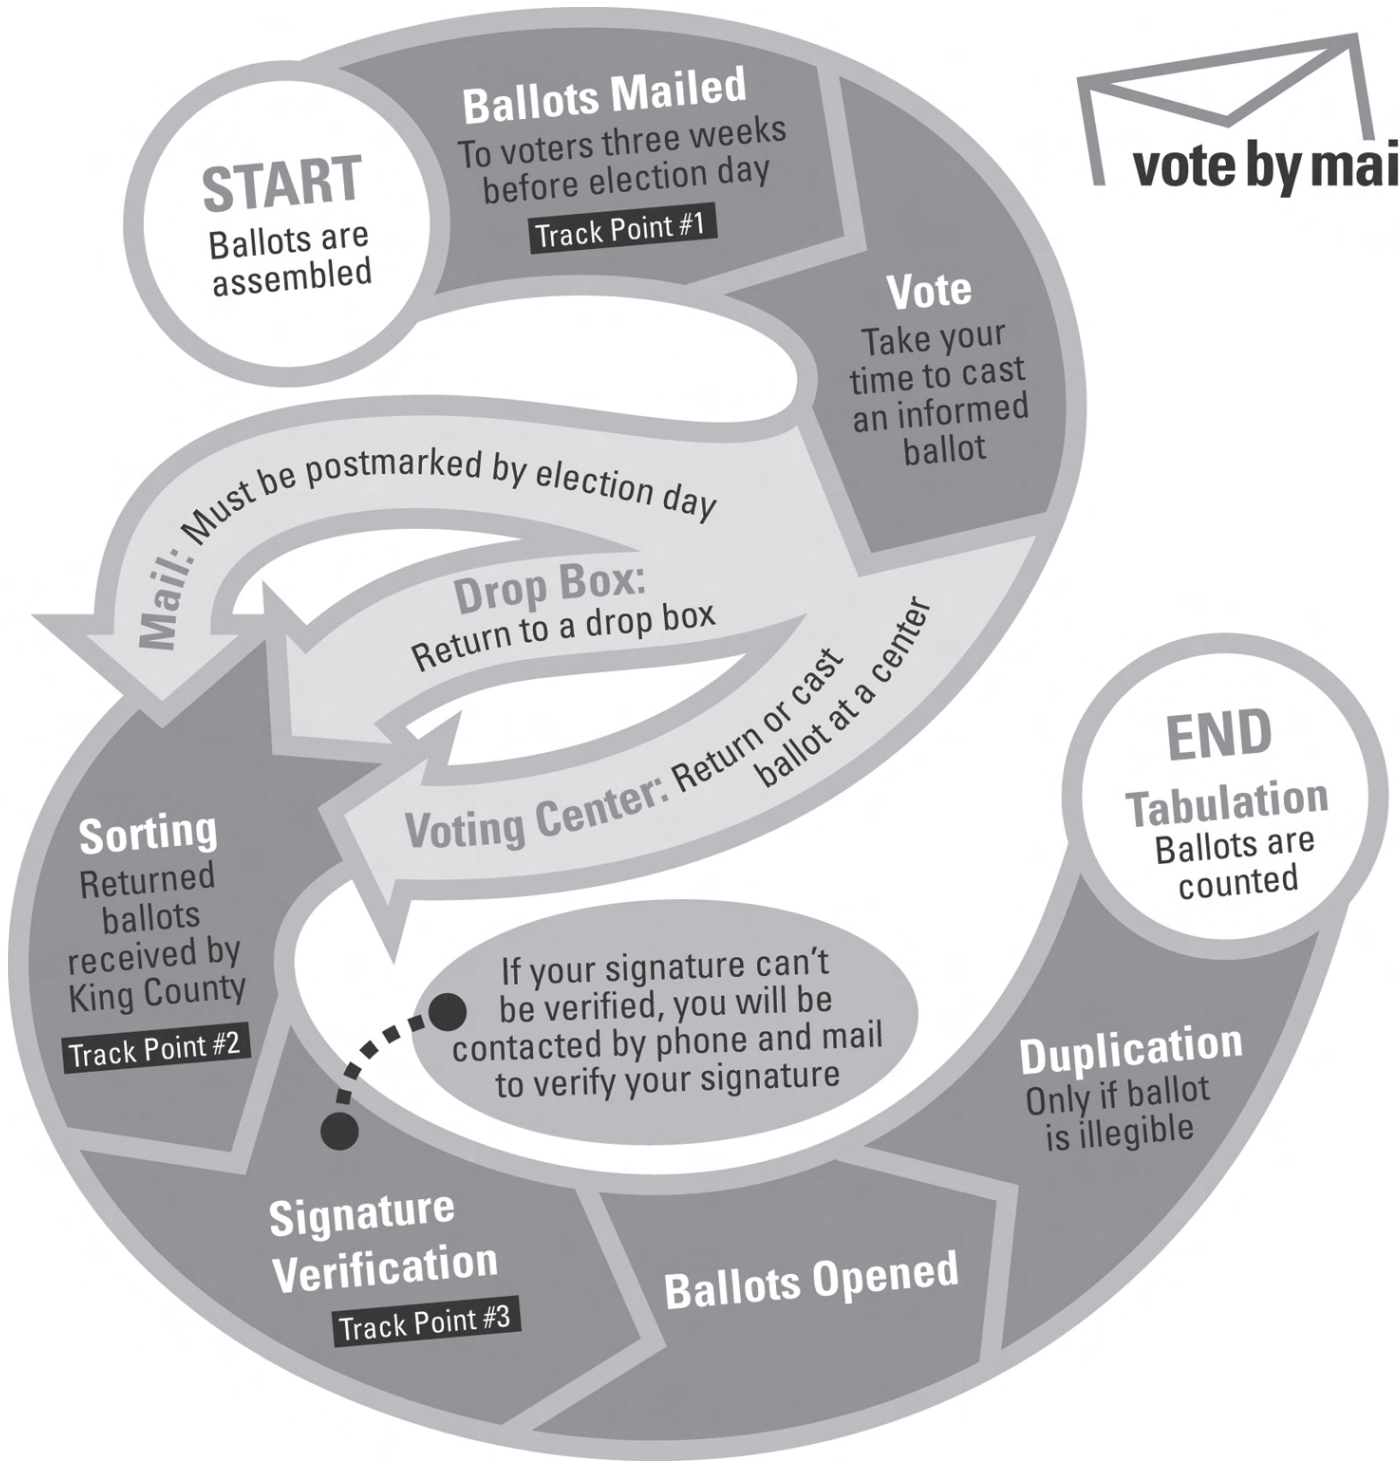 START
Ballots are
assembled
Ballots Mailed
To voters three weeks
before election day
Track Point #1
vote by mai
Vote
Take your
time to cast
an informed
ballot
Mail: Must be postmarked by election day
Drop Box:
Return to a drop box
Voting Center: Return or cast
ballot at a center
Sorting
Returned
ballots
received by
King County
Track Point #2
If your signature can't
be verified, you will be
contacted by phone and mail
to verify your signature
Signature
Verification
Track Point #3
Ballots Opened
Duplication
Only if ballot
is illegible
END
Tabulation
Ballots are
counted